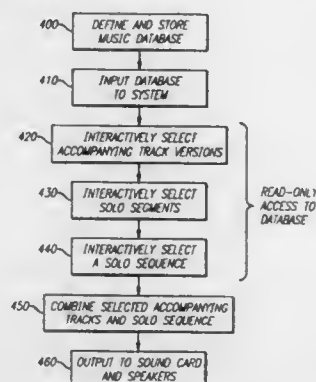 400
DEFINE AND STORE
MUSIC DATABASE
410
INPUT DATABASE
TO SYSTEM
420
INTERACTIVELY SELECT
ACCOMPANYING TRACK VERSIONS
430
INTERACTIVELY SELECT
SOLO SEGMENTS
READ-ONLY
ACCESS TO
DATABASE
440
INTERACTIVELY SELECT
A SOLO SEQUENCE
450
COMBINE SELECTED ACCOMPANYING
TRACKS AND SOLO SEQUENCE
460
OUTPUT TO SOUND CARD
AND SPEAKERS